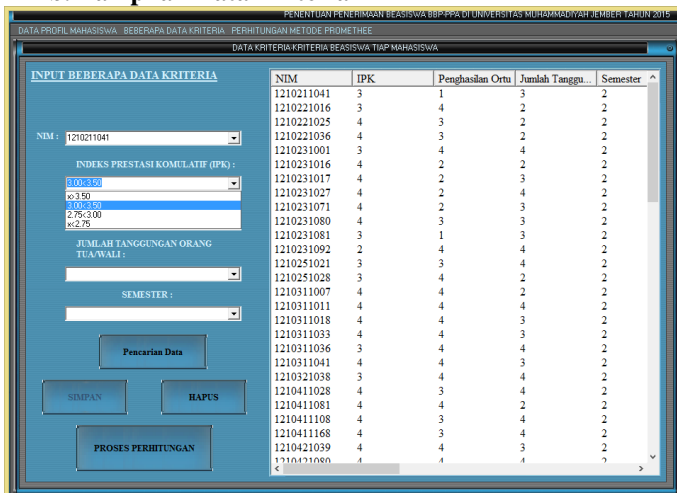 PENENTUAN PENERIMAAN BEASISWA BBP-PPA DI UNIVERSITAS MUHAMMADIYAH JEMBER TAHUN 2015
DATA PROFIL MAHASISWA BEBERAPA DATA KRITERIA PERHITUNGAN METODE PROMETHEE
DATA KRITERIA-KRITERIA BEASISWA TIAP MAHASISWA
INPUT BEBERAPA DATA KRITERIA
NIM : 1210211041
INDEKS PRESTASI KOMULATIF (IPK) :
3.00<3.50
x>3.50
3.00<3.50
2.75<3.00
x<2.75
JUMLAH TANGGUNGAN ORANG
TUA/WALI :
SEMESTER :
Pencarian Data
SIMPAN HAPUS
PROSES PERHITUNGAN
NIM IPK Penghasilan Ortu Jumlah Tanggu... Semester
1210211041 3 1 3 2
1210221016 3 4 2 2
1210221025 4 3 2 2
1210221036 4 3 2 2
1210231001 3 4 4 2
1210231016 4 2 2 2
1210231017 4 2 3 2
1210231027 4 2 4 2
1210231071 4 2 3 2
1210231080 4 3 3 2
1210231081 3 1 3 2
1210231092 2 4 4 2
1210251021 3 3 4 2
1210251028 3 4 2 2
1210311007 4 4 2 2
1210311011 4 4 4 2
1210311018 4 4 3 2
1210311033 4 4 3 2
1210311036 3 4 4 2
1210311041 4 4 3 2
1210321038 3 4 4 2
1210411028 4 3 4 2
1210411081 4 4 2 2
1210411108 4 3 4 2
1210411168 4 3 4 2
1210421039 4 4 3 2
1210421080 4 4 4 2